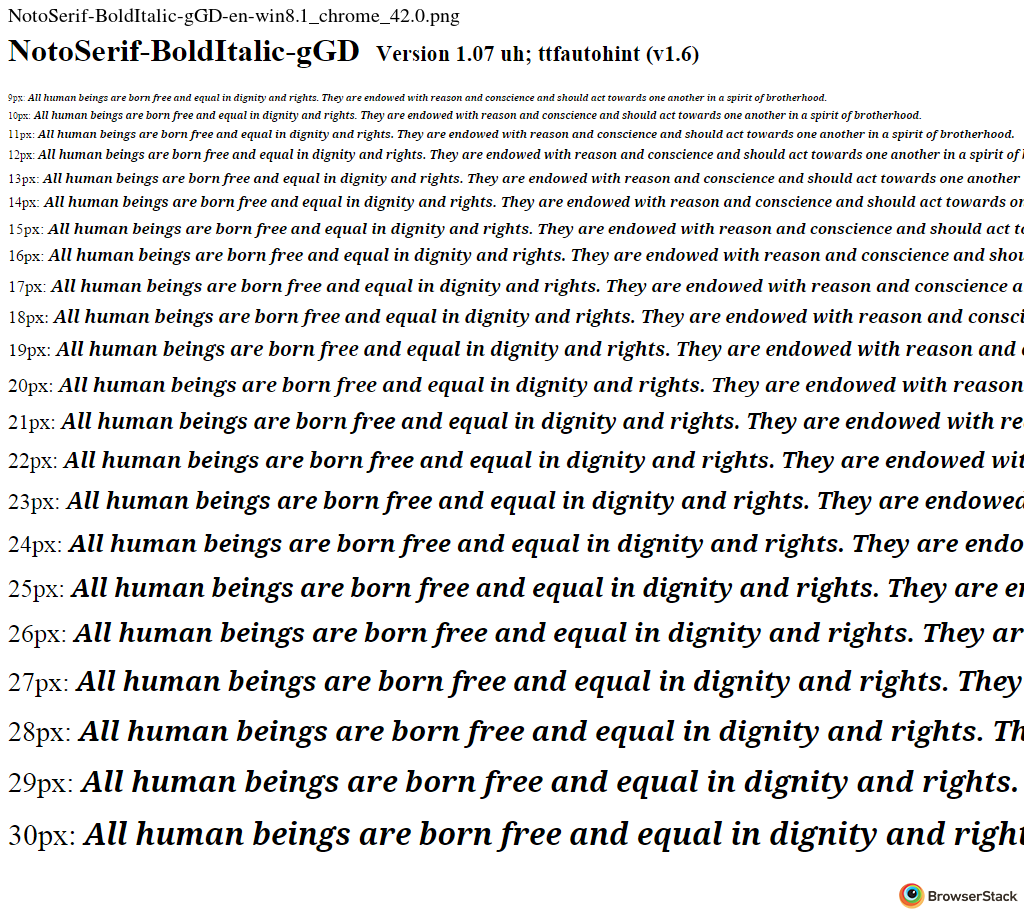 NotoSerif-BoldItalic-gGD-en-win8.1_chrome_42.0.png
NotoSerif-BoldItalic-gGD Version 1.07 uh; ttfautohint (v1.6)
9px: All human beings are born free and equal in dignity and rights. They are endowed with reason and conscience and should act towards one another in a spirit of brotherhood.
10px: All human beings are born free and equal in dignity and rights. They are endowed with reason and conscience and should act towards one another in a spirit of brotherhood.
11px: All human beings are born free and equal in dignity and rights. They are endowed with reason and conscience and should act towards one another in a spirit of brotherhood.
12px: All human beings are born free and equal in dignity and rights. They are endowed with reason and conscience and should act towards one another in a spirit of
13px: All human beings are born free and equal in dignity and rights. They are endowed with reason and conscience and should act towards one another
14px: All human beings are born free and equal in dignity and rights. They are endowed with reason and conscience and should act towards on
15px: All human beings are born free and equal in dignity and rights. They are endowed with reason and conscience and should act to
16px: All human beings are born free and equal in dignity and rights. They are endowed with reason and conscience and shou
17px: All human beings are born free and equal in dignity and rights. They are endowed with reason and conscience a
18px: All human beings are born free and equal in dignity and rights. They are endowed with reason and consci
19px: All human beings are born free and equal in dignity and rights. They are endowed with reason and
20px: All human beings are born free and equal in dignity and rights. They are endowed with reason
21px: All human beings are born free and equal in dignity and rights. They are endowed with re
22px: All human beings are born free and equal in dignity and rights. They are endowed wit
23px: All human beings are born free and equal in dignity and rights. They are endowed
24px: All human beings are born free and equal in dignity and rights. They are endo
25px: All human beings are born free and equal in dignity and rights. They are en
26px: All human beings are born free and equal in dignity and rights. They ar
27px: All human beings are born free and equal in dignity and rights. They
28px: All human beings are born free and equal in dignity and rights. Th
29px: All human beings are born free and equal in dignity and rights.
30px: All human beings are born free and equal in dignity and right
BrowserStack